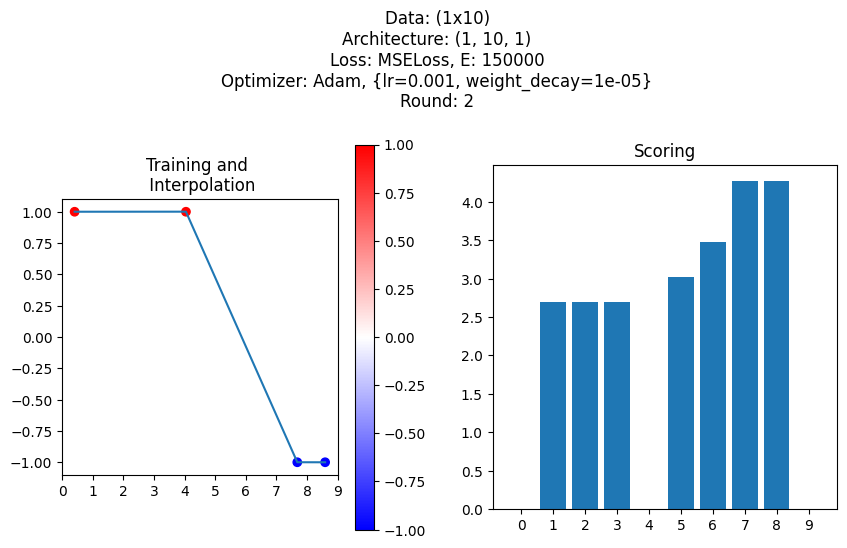 Data: (1x10)
Architecture: (1, 10, 1)
Loss: MSELoss, E: 150000
Optimizer: Adam, {lr=0.001, weight_decay=1e-05}
Round: 2
Training and
Interpolation
1.00
0.75
0.50
0.25
0.00
−0.25
−0.50
−0.75
−1.00
0 1 2 3 4 5 6 7 8 9
1.00
0.75
0.50
0.25
0.00
−0.25
−0.50
−0.75
−1.00
Scoring
4.0
3.5
3.0
2.5
2.0
1.5
1.0
0.5
0.0
0 1 2 3 4 5 6 7 8 9